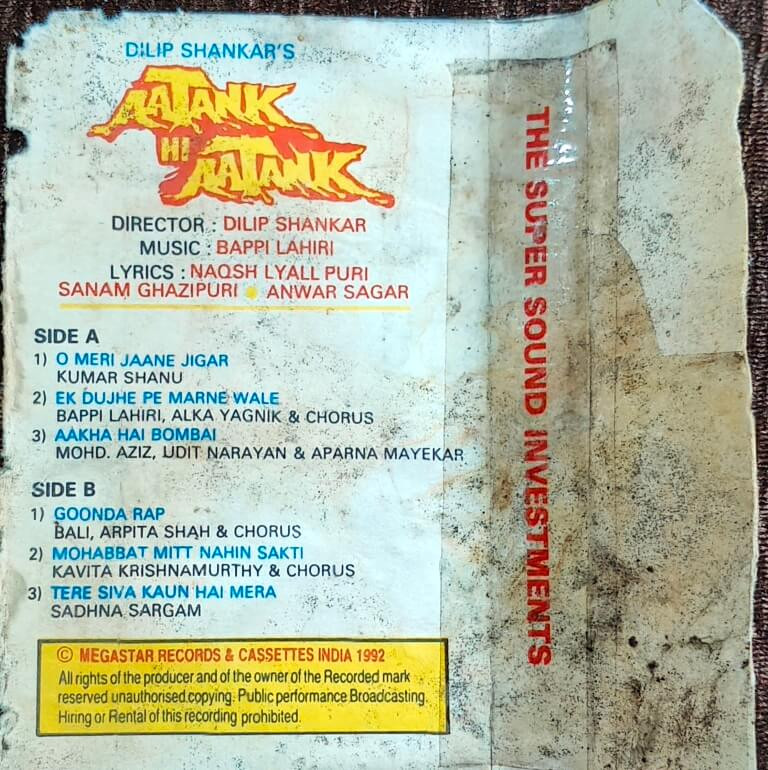 DILIP SHANKAR'S
AATANK
HI
AATANK
DIRECTOR : DILIP SHANKAR
MUSIC : BAPPI LAHIRI
LYRICS : NAQSH LYALL PURI
SANAM GHAZIPURI • ANWAR SAGAR
SIDE A
1) O MERI JAANE JIGAR
KUMAR SHANU
2) EK DUJHE PE MARNE WALE
BAPPI LAHIRI, ALKA YAGNIK & CHORUS
3) AAKHA HAI BOMBAI
MOHD. AZIZ, UDIT NARAYAN & APARNA MAYEKAR
SIDE B
1) GOONDA RAP
BALI, ARPITA SHAH & CHORUS
2) MOHABBAT MITT NAHIN SAKTI
KAVITA KRISHNAMURTHY & CHORUS
3) TERE SIVA KAUN HAI MERA
SADHNA SARGAM
© MEGASTAR RECORDS & CASSETTES INDIA 1992
All rights of the producer and of the owner of the Recorded mark
reserved unauthorised.copying. Public performance Broadcasting.
Hiring or Rental of this recording prohibited.
THE SUPER SOUND INVESTMENTS